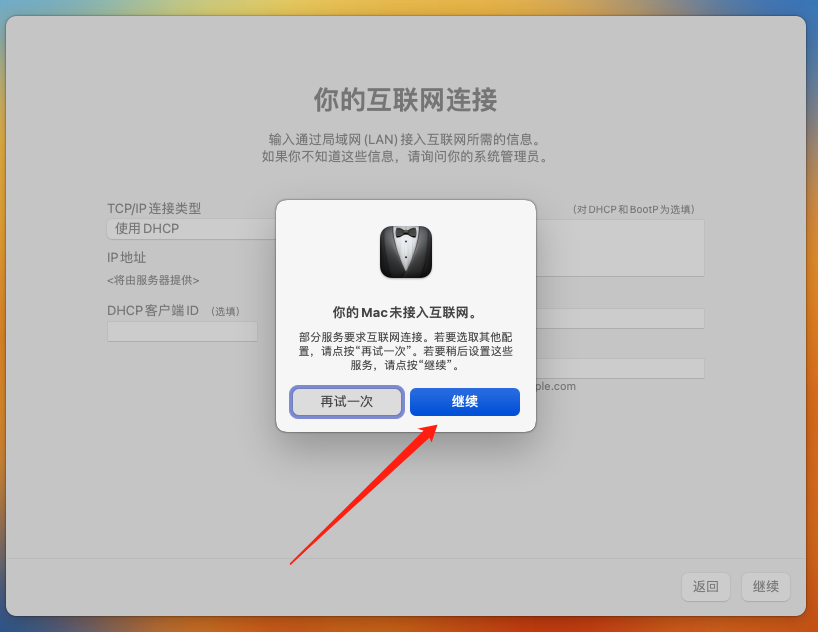 你的互联网连接
输入通过局域网 (LAN) 接入互联网所需的信息。
如果你不知道这些信息，请询问你的系统管理员。
TCP/IP 连接类型
(对 DHCP 和 BootP 为选填)
使用 DHCP
IP 地址
<将由服务器提供>
DHCP 客户端 ID (选填)
ple.com
你的 Mac 未接入互联网。
部分服务要求互联网连接。若要选取其他配
置，请点按“再试一次”。若要稍后设置这些
服务，请点按“继续”。
再试一次
继续
返回
继续